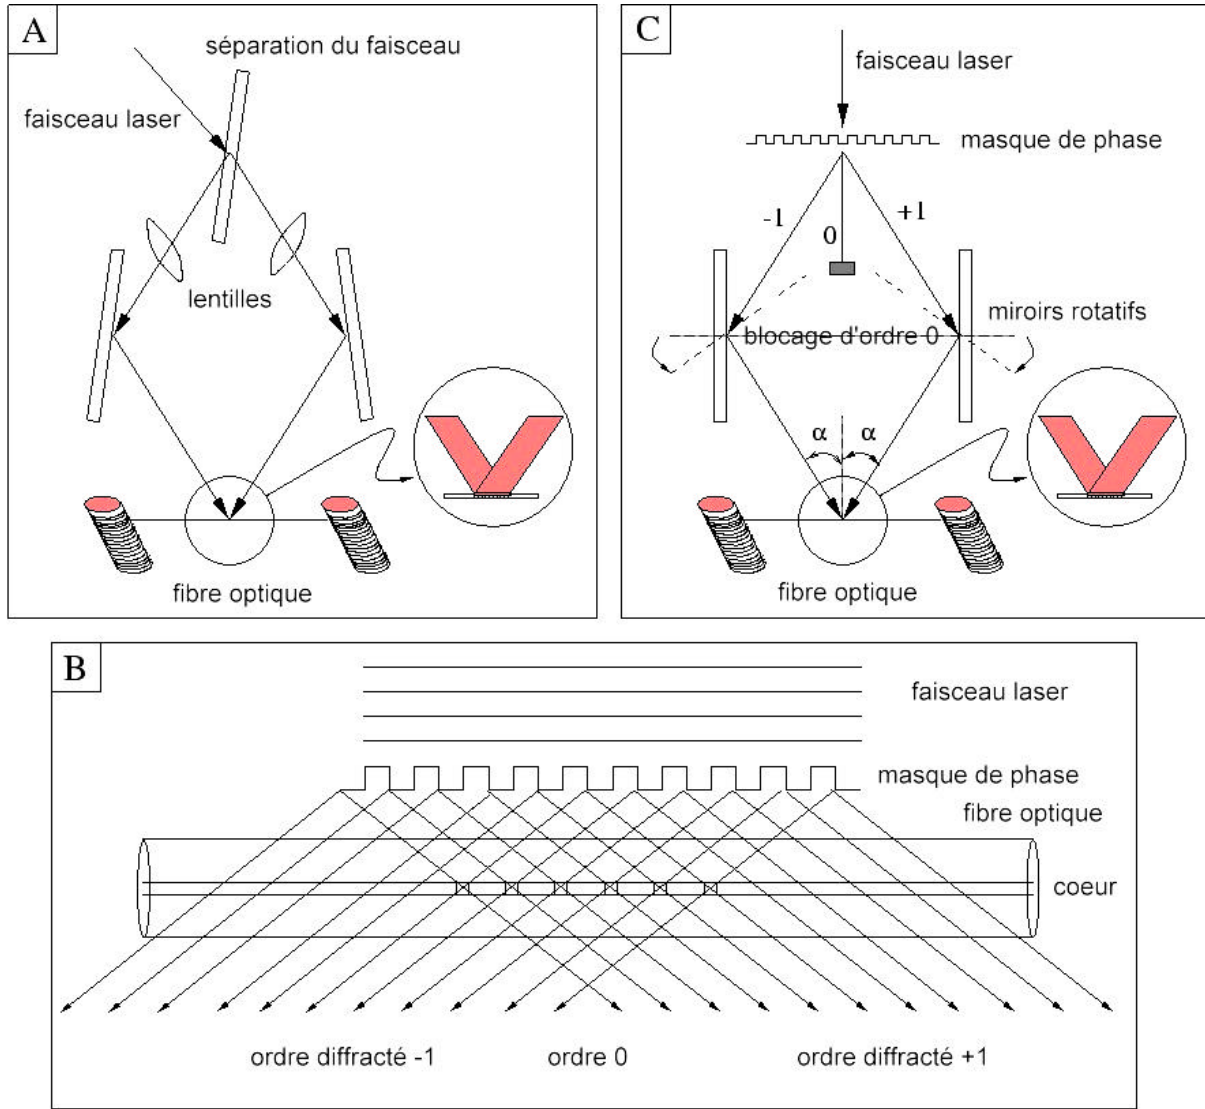 A
séparation du faisceau
faisceau laser
lentilles
fibre optique
C
faisceau laser
masque de phase
-1
0
+1
miroirs rotatifs
blocage d'ordre 0
α α
fibre optique
B
faisceau laser
masque de phase
fibre optique
coeur
ordre diffracté -1 ordre 0 ordre diffracté +1